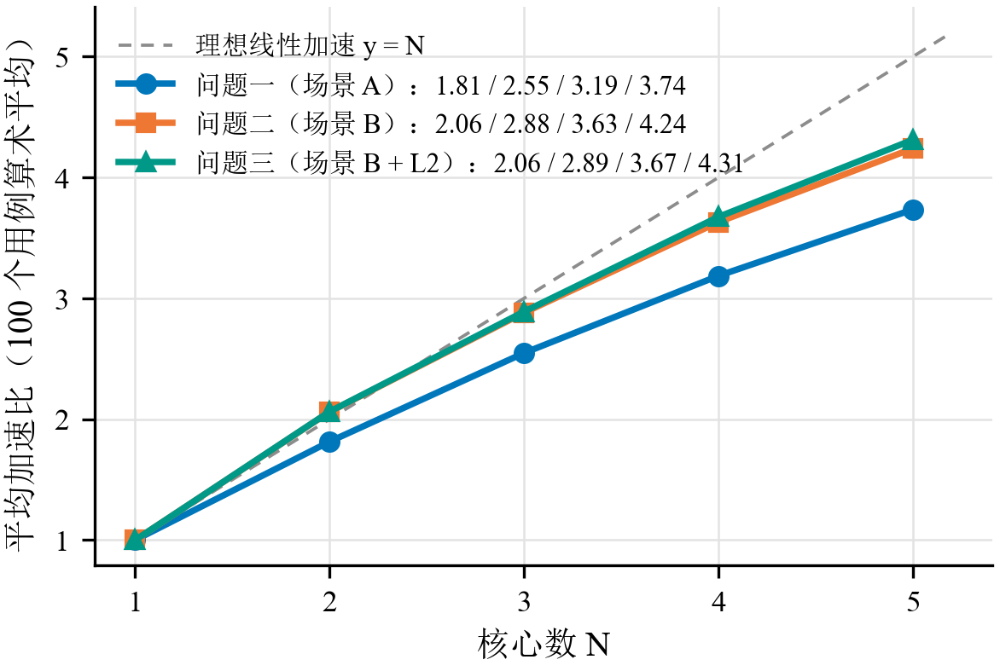 平均加速比（100 个用例算术平均）
5
4
3
2
1
理想线性加速 y = N
问题一（场景 A）：1.81 / 2.55 / 3.19 / 3.74
问题二（场景 B）：2.06 / 2.88 / 3.63 / 4.24
问题三（场景 B + L2）：2.06 / 2.89 / 3.67 / 4.31
1 2 3 4 5
核心数 N